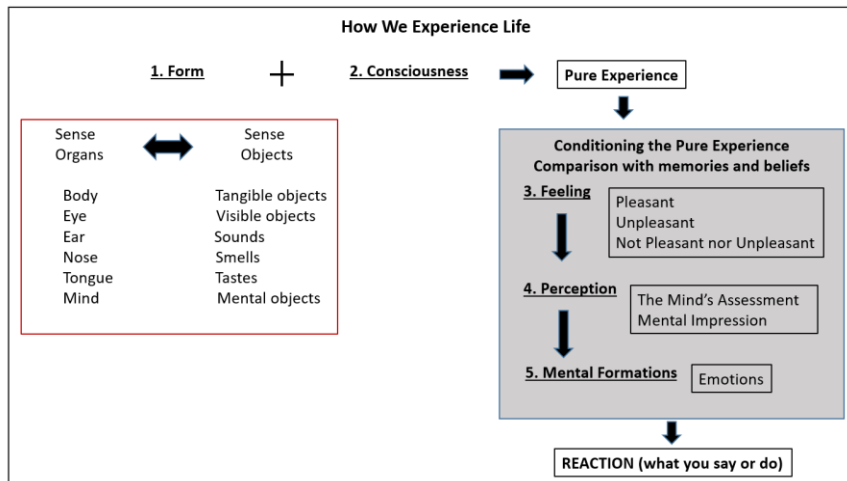 How We Experience Life
1. Form + 2. Consciousness
Pure Experience
Sense Organs
Sense Objects
Body
Tangible objects
Eye
Visible objects
Ear
Sounds
Nose
Smells
Tongue
Tastes
Mind
Mental objects
Conditioning the Pure Experience
Comparison with memories and beliefs
3. Feeling
Pleasant
Unpleasant
Not Pleasant nor Unpleasant
4. Perception
The Mind's Assessment
Mental Impression
5. Mental Formations
Emotions
REACTION (what you say or do)